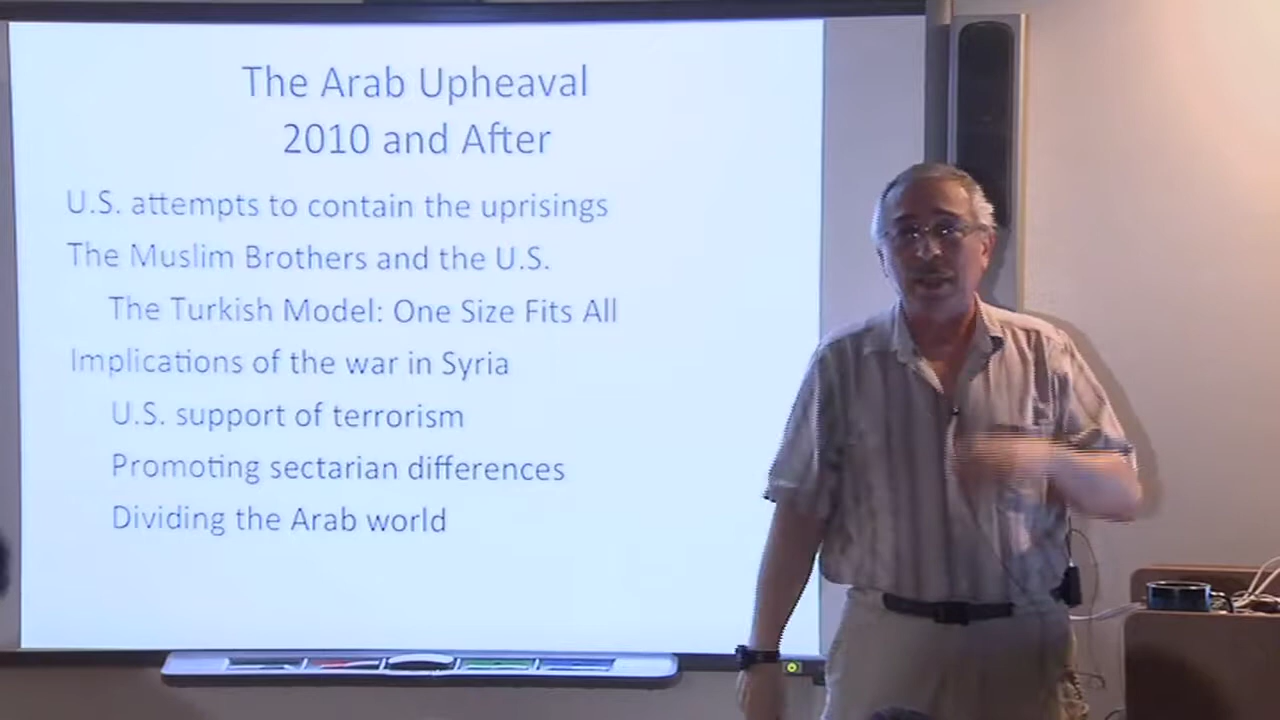 The Arab Upheaval
2010 and After
U.S. attempts to contain the uprisings
The Muslim Brothers and the U.S.
The Turkish Model: One Size Fits All
Implications of the war in Syria
U.S. support of terrorism
Promoting sectarian differences
Dividing the Arab world